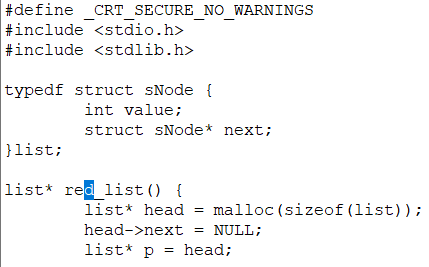 #define _CRT_SECURE_NO_WARNINGS
#include <stdio.h>
#include <stdlib.h>
typedf struct sNode {
int value;
struct sNode* next;
}list;
list* red_list() {
list* head = malloc(sizeof(list));
head->next = NULL;
list* p = head;